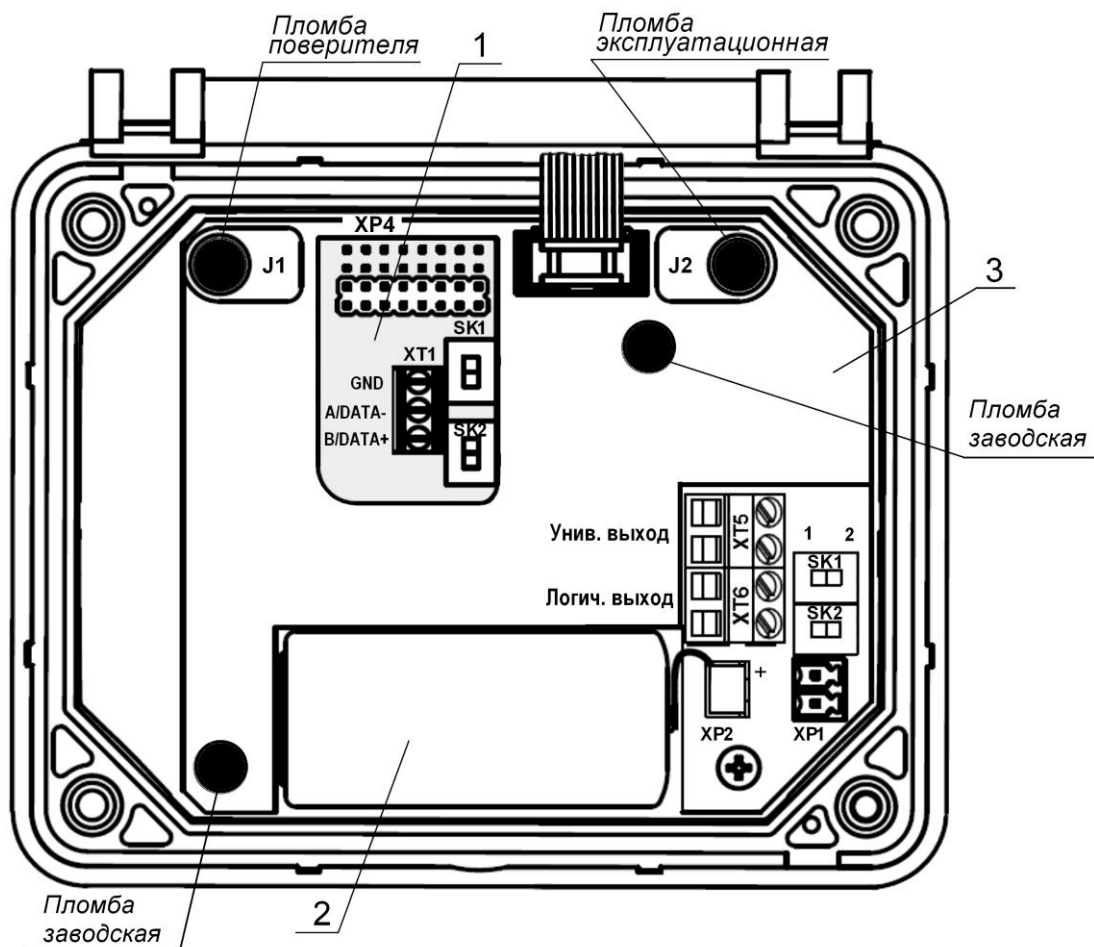 Пломба
поверителя
1
Пломба
эксплуатационная
XP4
J1
J2
3
SK1
XT1
GND
A/DATA-
B/DATA+
SK2
Пломба
заводская
Унив. выход
XT5
1 2
SK1
Логич. выход
XT6
SK2
+
XP2
XP1
Пломба
заводская
2